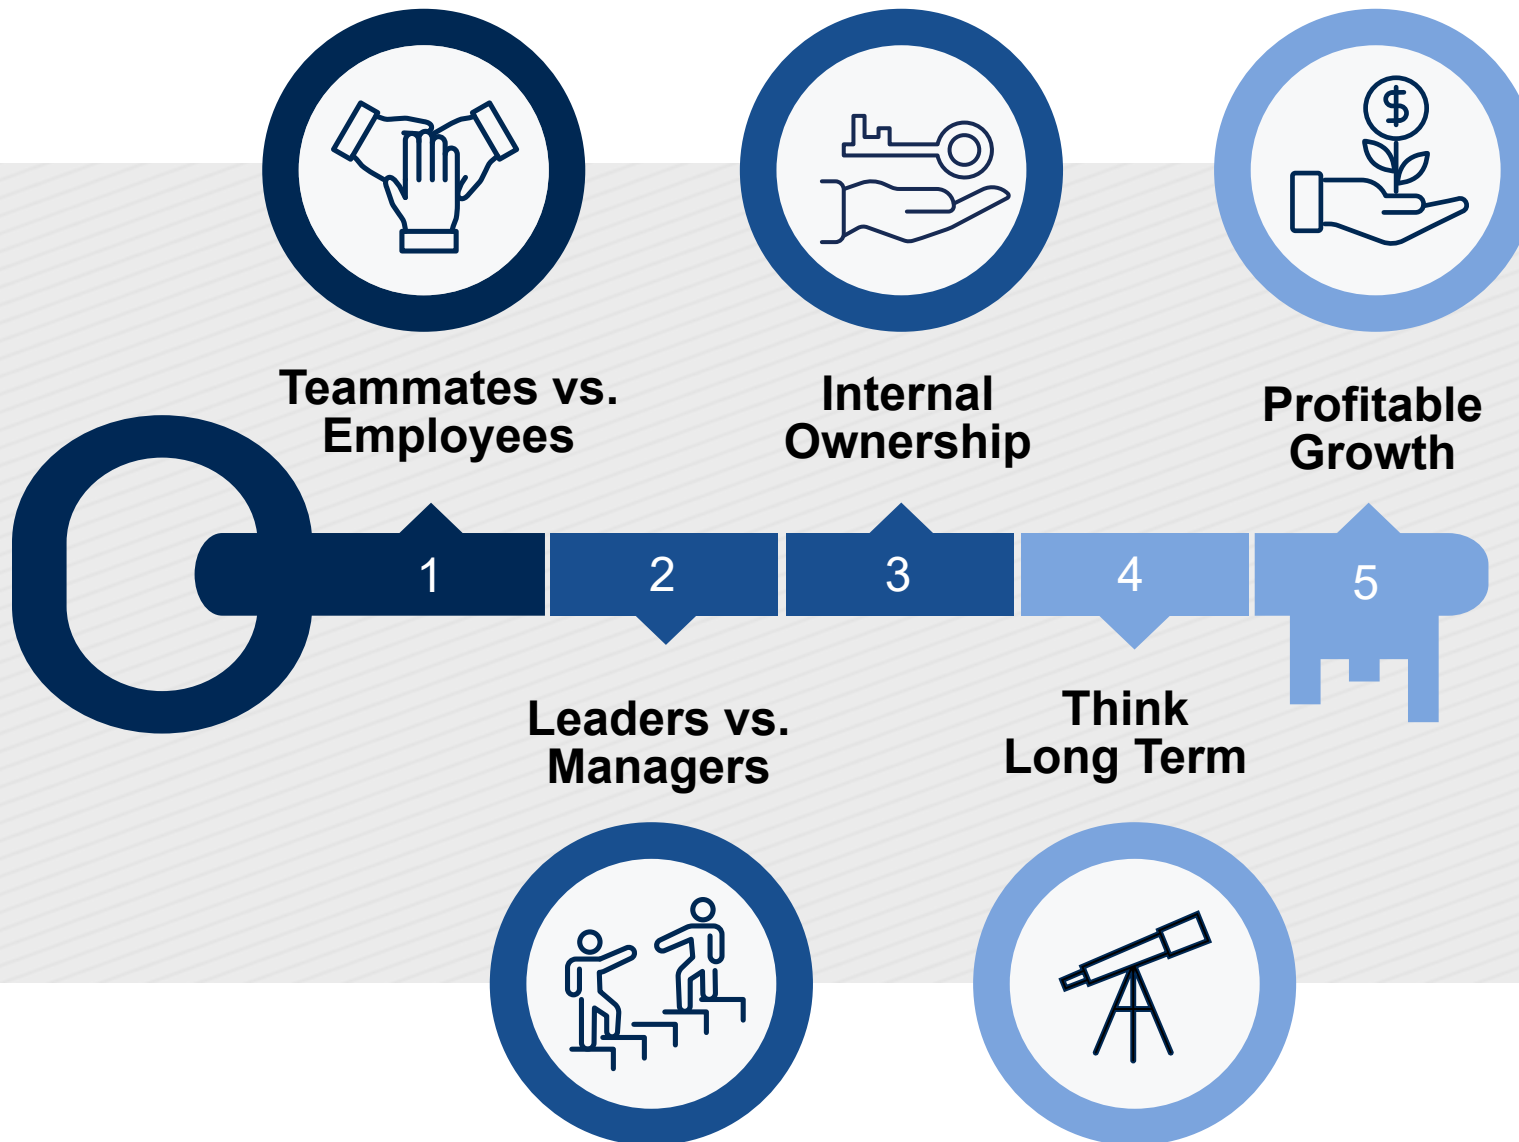 Teammates vs.
Employees
Internal
Ownership
Profitable
Growth
1
2
3
4
5
Leaders vs.
Managers
Think
Long Term
$